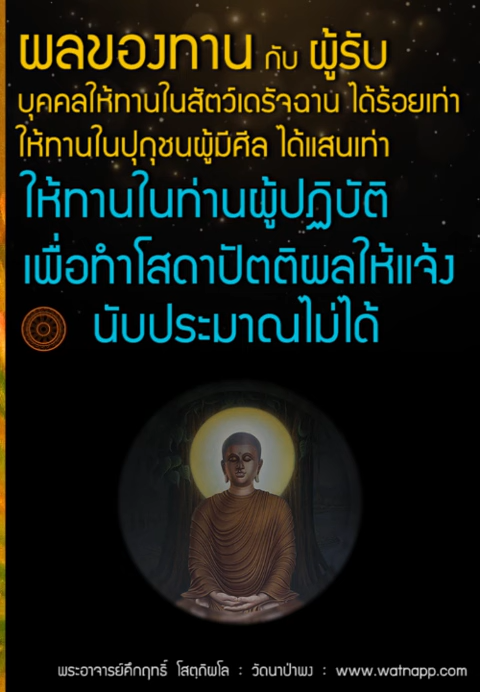 ผลของทาน กับ ผู้รับ
บุคคลให้ทานในสัตว์เดรัจฉาน ได้ร้อยเท่า
ให้ทานในปุถุชนผู้มีศีล ได้แสนเท่า
ให้ทานในท่านผู้ปฏิบัติ
เพื่อทำโสดาปัตติผลให้แจ้ง
นับประมาณไม่ได้
พระอาจารย์คึกฤทธิ์ โสตฺถิผโล : วัดนาป่าพง : www.watnapp.com